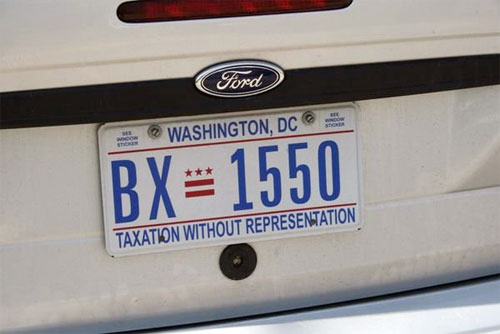 Ford
SEE
WINDOW
STICKER
WASHINGTON, DC
SEE
WINDOW
STICKER
BX 1550
TAXATION WITHOUT REPRESENTATION